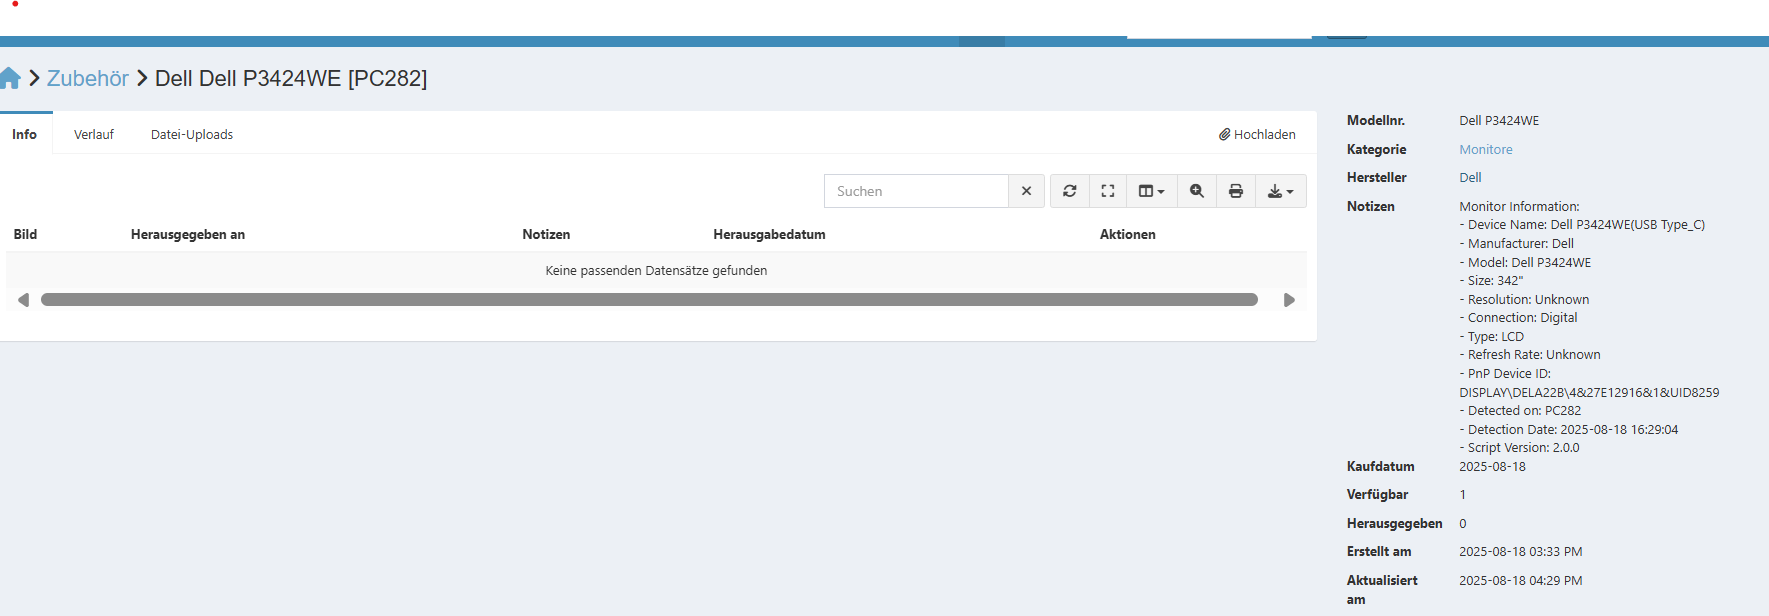 Zubehör Dell Dell P3424WE [PC282]
Info Verlauf Datei-Uploads Hochladen
Suchen
Bild Herausgegeben an Notizen Herausgabedatum Aktionen
Keine passenden Datensätze gefunden
Modellnr. Dell P3424WE
Kategorie Monitore
Hersteller Dell
Notizen Monitor Information:
- Device Name: Dell P3424WE(USB Type_C)
- Manufacturer: Dell
- Model: Dell P3424WE
- Size: 342"
- Resolution: Unknown
- Connection: Digital
- Type: LCD
- Refresh Rate: Unknown
- PnP Device ID:
DISPLAY\DELA22B\4&27E12916&1&UID8259
- Detected on: PC282
- Detection Date: 2025-08-18 16:29:04
- Script Version: 2.0.0
Kaufdatum 2025-08-18
Verfügbar 1
Herausgegeben 0
Erstellt am 2025-08-18 03:33 PM
Aktualisiert 2025-08-18 04:29 PM
am